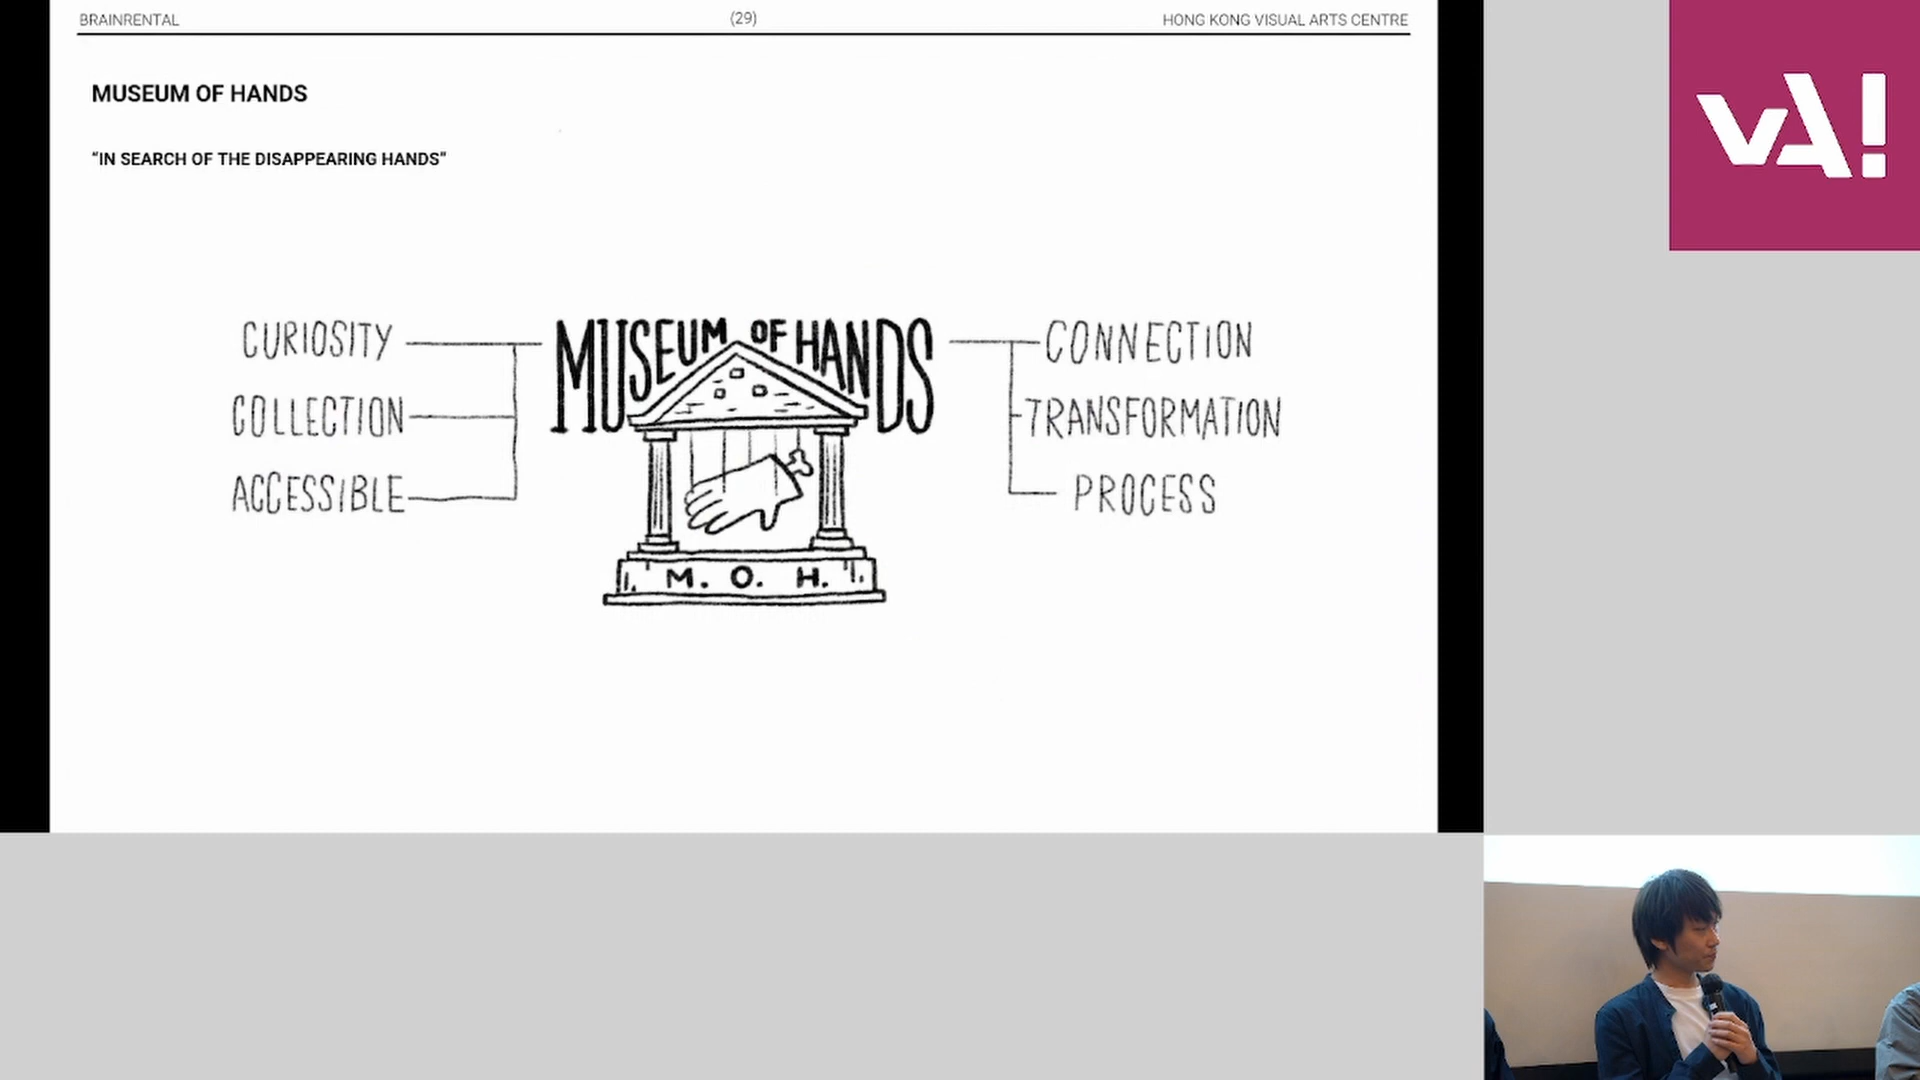 BRAINRENTAL
(29)
HONG KONG VISUAL ARTS CENTRE
vA!
MUSEUM OF HANDS
“IN SEARCH OF THE DISAPPEARING HANDS”
CURIOSITY
COLLECTION
ACCESSIBLE
MUSEUM OF HANDS
M. O. H.
CONNECTION
TRANSFORMATION
PROCESS